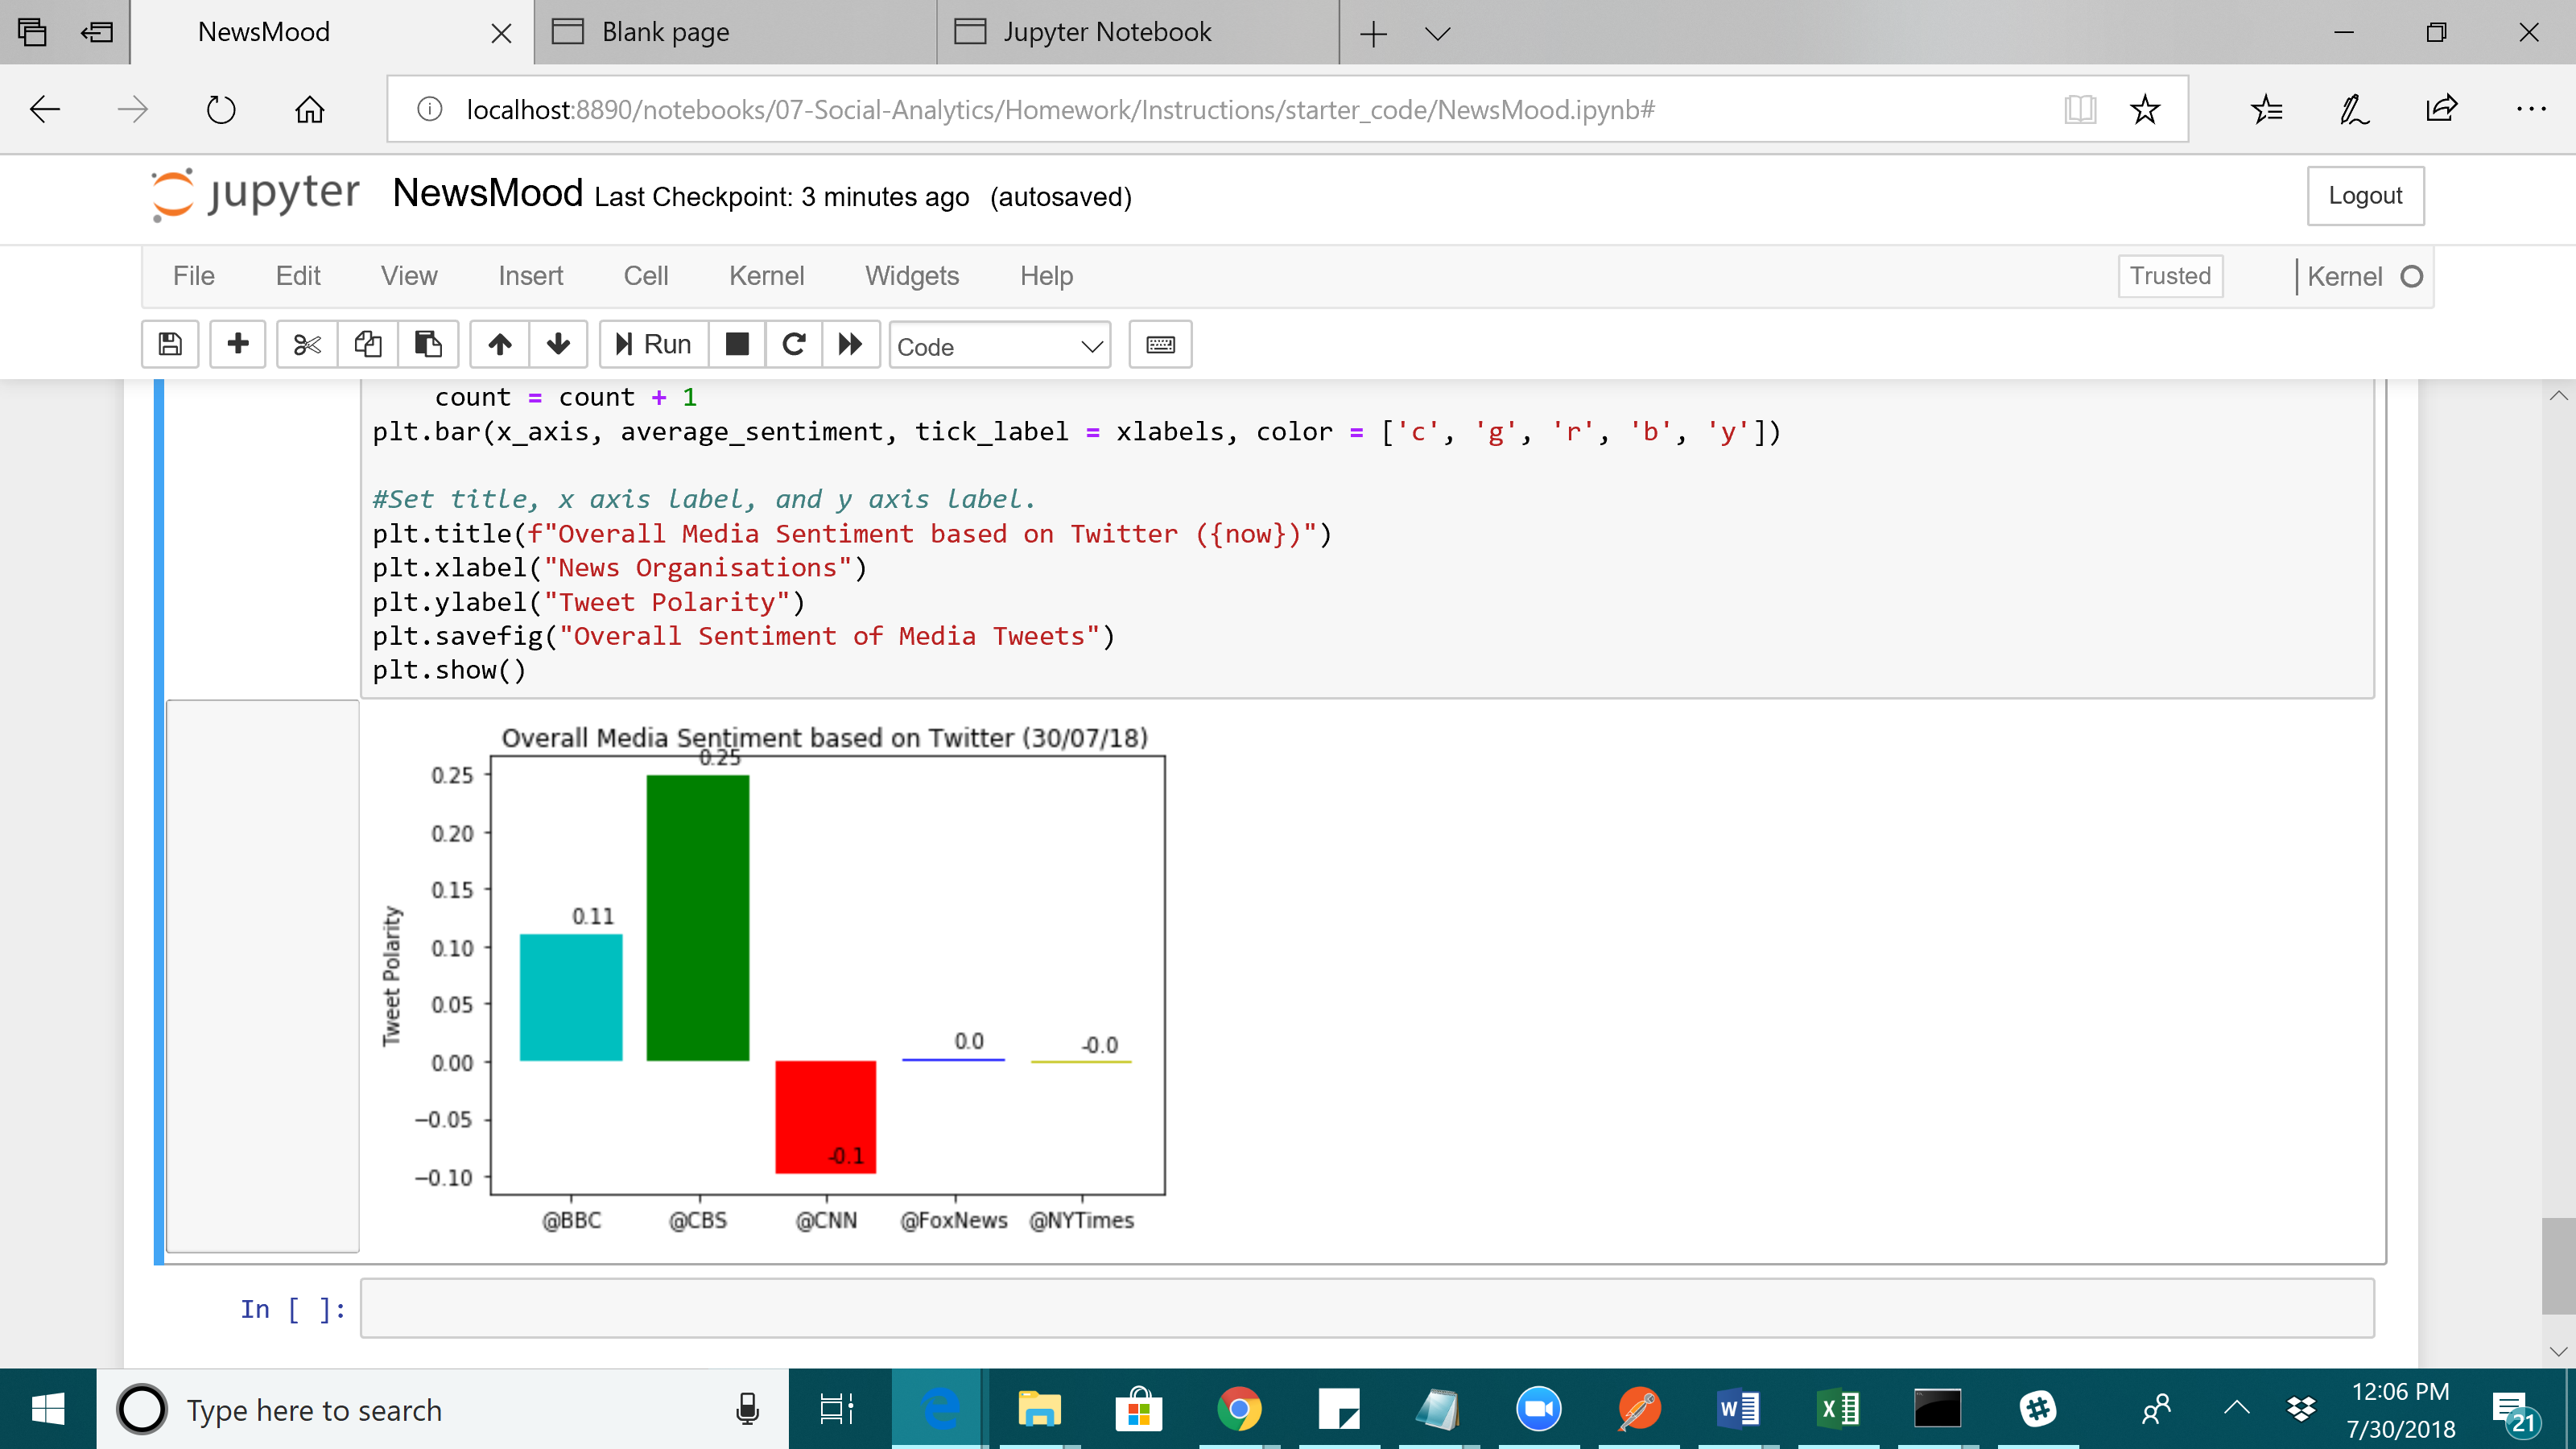 NewsMood
Blank page
Jupyter Notebook
localhost:8890/notebooks/07-Social-Analytics/Homework/Instructions/starter_code/NewsMood.ipynb#
jupyter NewsMood Last Checkpoint: 3 minutes ago (autosaved)
Logout
File Edit View Insert Cell Kernel Widgets Help
Trusted
Kernel
Run
Code
count = count + 1
plt.bar(x_axis, average_sentiment, tick_label = xlabels, color = ['c', 'g', 'r', 'b', 'y'])
#Set title, x axis label, and y axis label.
plt.title(f"Overall Media Sentiment based on Twitter ({now})")
plt.xlabel("News Organisations")
plt.ylabel("Tweet Polarity")
plt.savefig("Overall Sentiment of Media Tweets")
plt.show()
Overall Media Sentiment based on Twitter (30/07/18)
0.25
0.25
0.20
0.15
0.11
0.10
0.05
0.0
-0.0
0.00
−0.05
-0.1
−0.10
Tweet Polarity
@BBC @CBS @CNN @FoxNews @NYTimes
In [ ]:
Type here to search
12:06 PM
7/30/2018
21